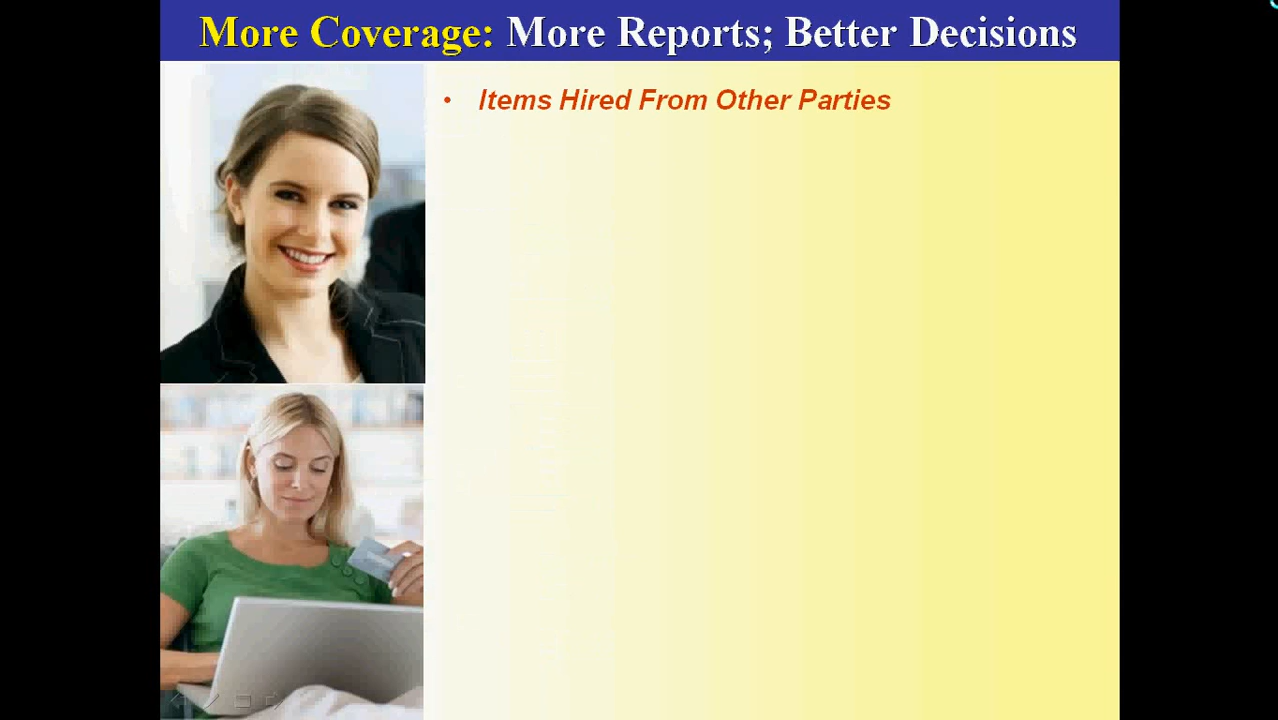 More Coverage: More Reports; Better Decisions
• Items Hired From Other Parties